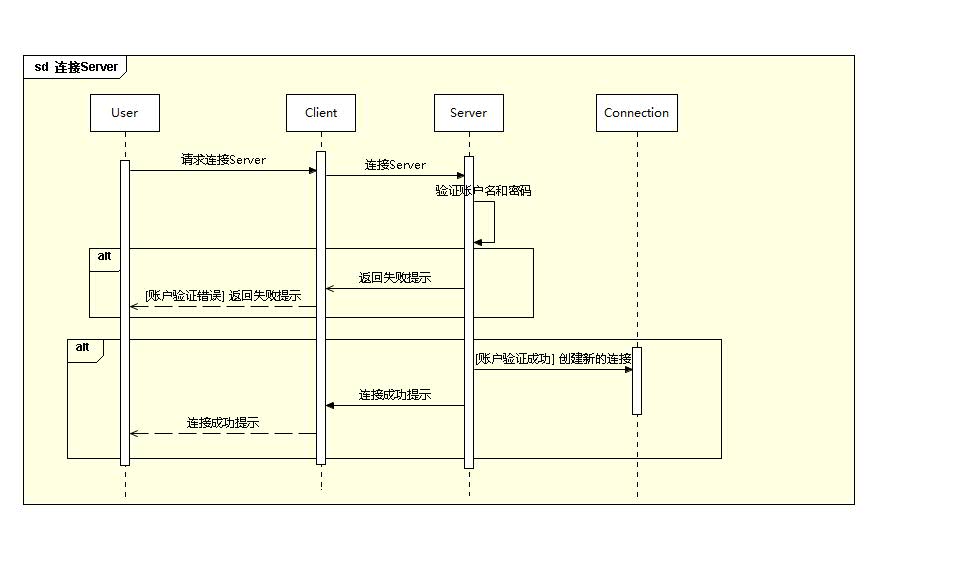 sd 连接Server
User
Client
Server
Connection
请求连接Server
连接Server
验证账户名和密码
alt
返回失败提示
[账户验证错误] 返回失败提示
alt
[账户验证成功] 创建新的连接
连接成功提示
连接成功提示